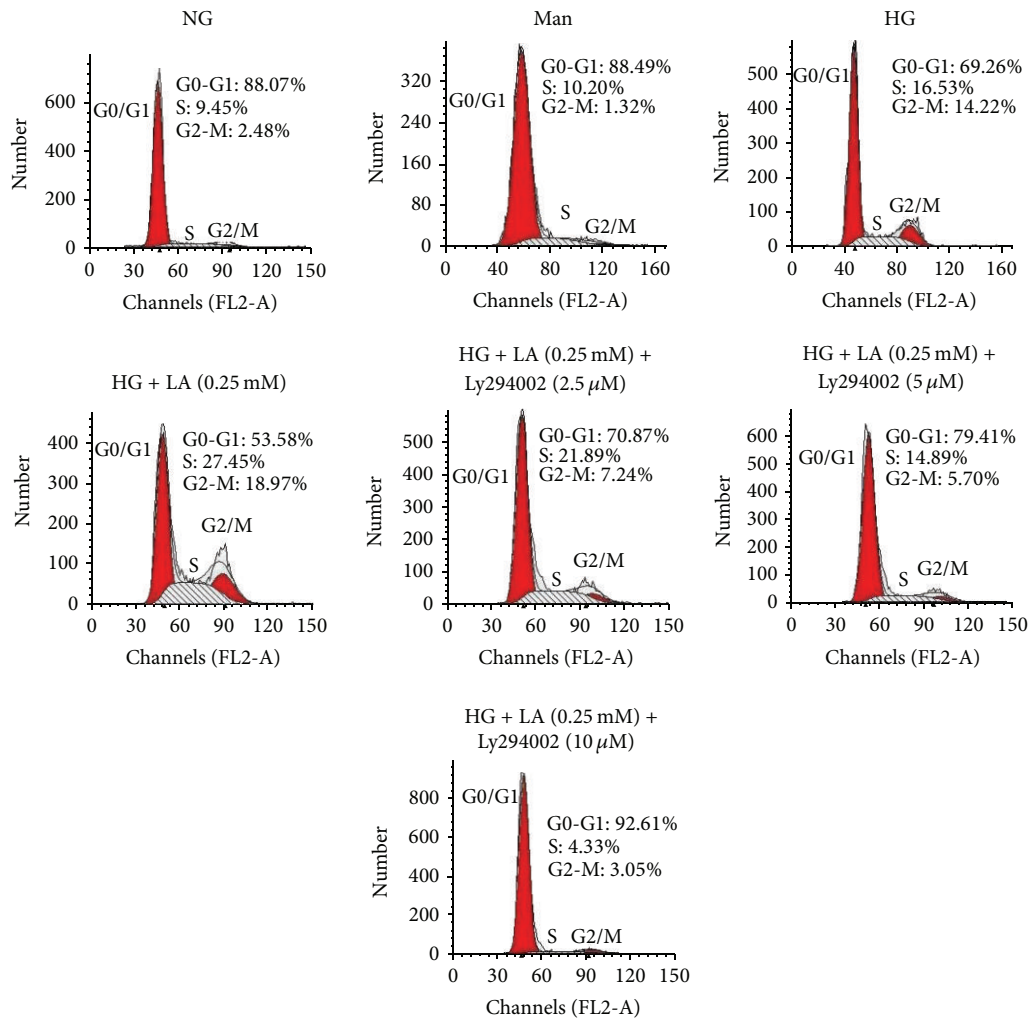 NG
G0-G1: 88.07%
S: 9.45%
G2-M: 2.48%
G0/G1
S
G2/M
Number
600
400
200
0
0 30 60 90 120 150
Channels (FL2-A)
Man
G0-G1: 88.49%
S: 10.20%
G2-M: 1.32%
G0/G1
S
G2/M
Number
320
240
160
80
0
0 40 80 120 160
Channels (FL2-A)
HG
G0-G1: 69.26%
S: 16.53%
G2-M: 14.22%
G0/G1
S
G2/M
Number
500
400
300
200
100
0
0 40 80 120 160
Channels (FL2-A)
HG + LA (0.25 mM)
G0-G1: 53.58%
S: 27.45%
G2-M: 18.97%
G0/G1
S
G2/M
Number
400
300
200
100
0
0 30 60 90 120 150
Channels (FL2-A)
HG + LA (0.25 mM) +
Ly294002 (2.5 μM)
G0-G1: 70.87%
S: 21.89%
G2-M: 7.24%
G0/G1
S
G2/M
Number
500
400
300
200
100
0
0 30 60 90 120 150
Channels (FL2-A)
HG + LA (0.25 mM) +
Ly294002 (5 μM)
G0-G1: 79.41%
S: 14.89%
G2-M: 5.70%
G0/G1
S
G2/M
Number
600
500
400
300
200
100
0
0 30 60 90 120 150
Channels (FL2-A)
HG + LA (0.25 mM) +
Ly294002 (10 μM)
G0-G1: 92.61%
S: 4.33%
G2-M: 3.05%
G0/G1
S
G2/M
Number
800
600
400
200
0
0 30 60 90 120 150
Channels (FL2-A)